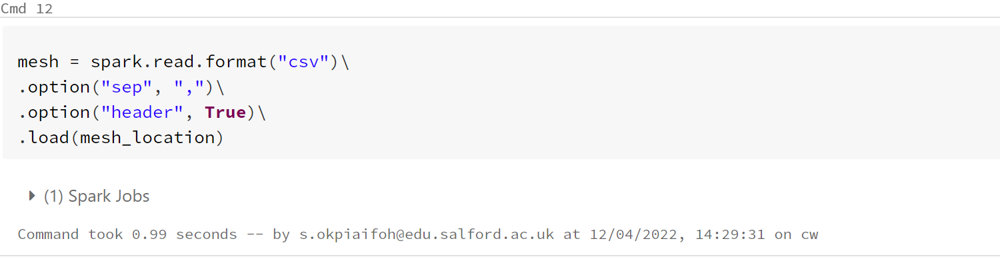 Cmd 12
mesh = spark.read.format("csv")\
.option("sep", ",")\
.option("header", True)\
.load(mesh_location)
(1) Spark Jobs
Command took 0.99 seconds -- by s.okpiaifoh@edu.salford.ac.uk at 12/04/2022, 14:29:31 on cw